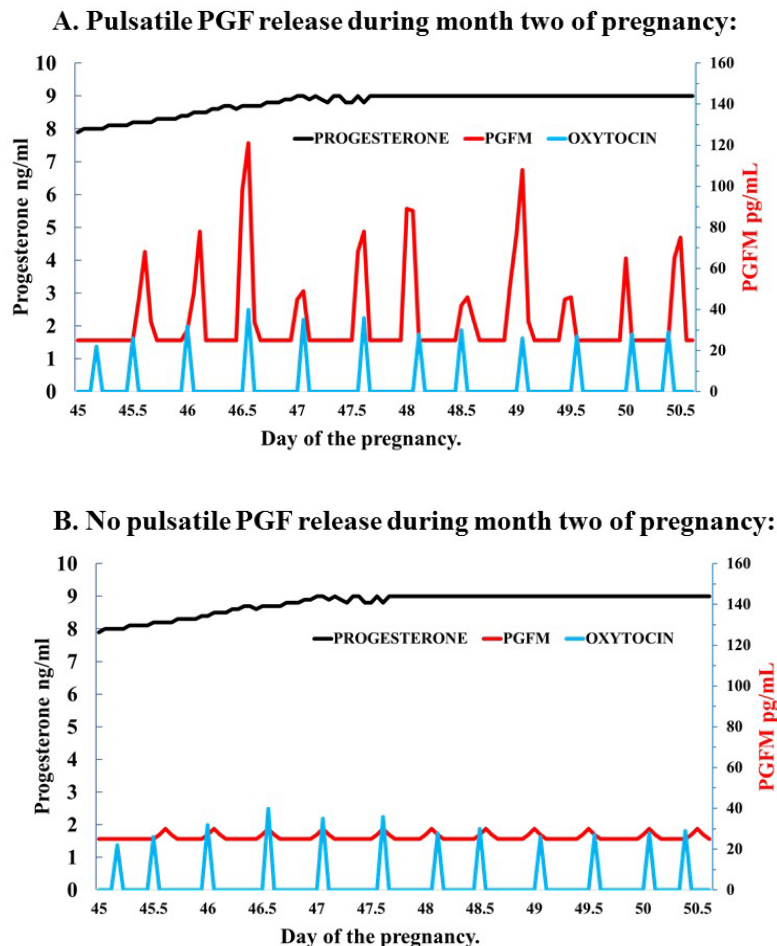 A. Pulsatile PGF release during month two of pregnancy:
10 160
9 140
8 120
7 100
6
5 80
4 60
3 40
2
1 20
0 0
Progesterone ng/ml
PGFM pg/mL
PROGESTERONE PGFM OXYTOCIN
45 45.5 46 46.5 47 47.5 48 48.5 49 49.5 50 50.5
Day of the pregnancy.
B. No pulsatile PGF release during month two of pregnancy:
10 160
9 140
8 120
7 100
6
5 80
4 60
3 40
2
1 20
0 0
Progesterone ng/ml
PGFM pg/mL
PROGESTERONE PGFM OXYTOCIN
45 45.5 46 46.5 47 47.5 48 48.5 49 49.5 50 50.5
Day of the pregnancy.